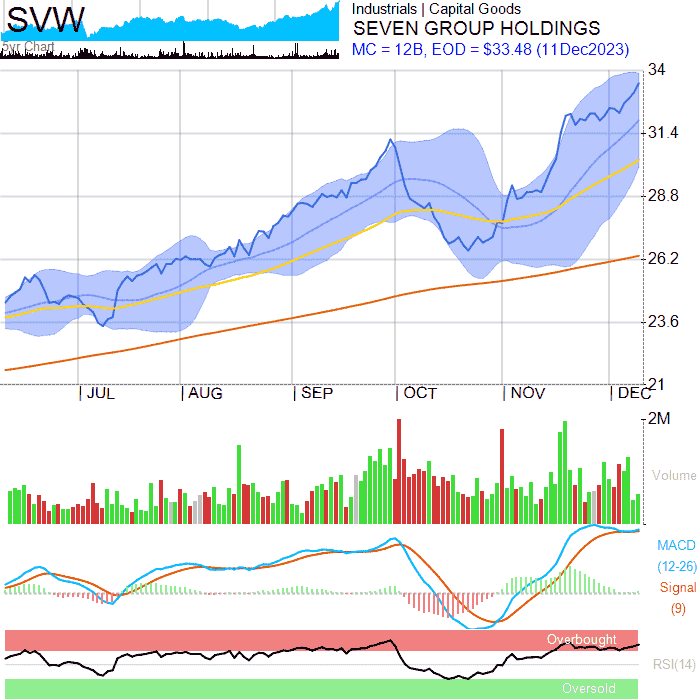 SVW
5yr Chart
Industrials | Capital Goods
SEVEN GROUP HOLDINGS
MC = 12B, EOD = $33.48 (11Dec2023)
34
31.4
28.8
26.2
23.6
21
| JUL | AUG | SEP | OCT | NOV | DEC
2M
Volume
MACD
(12-26)
Signal
(9)
Overbought
RSI(14)
Oversold